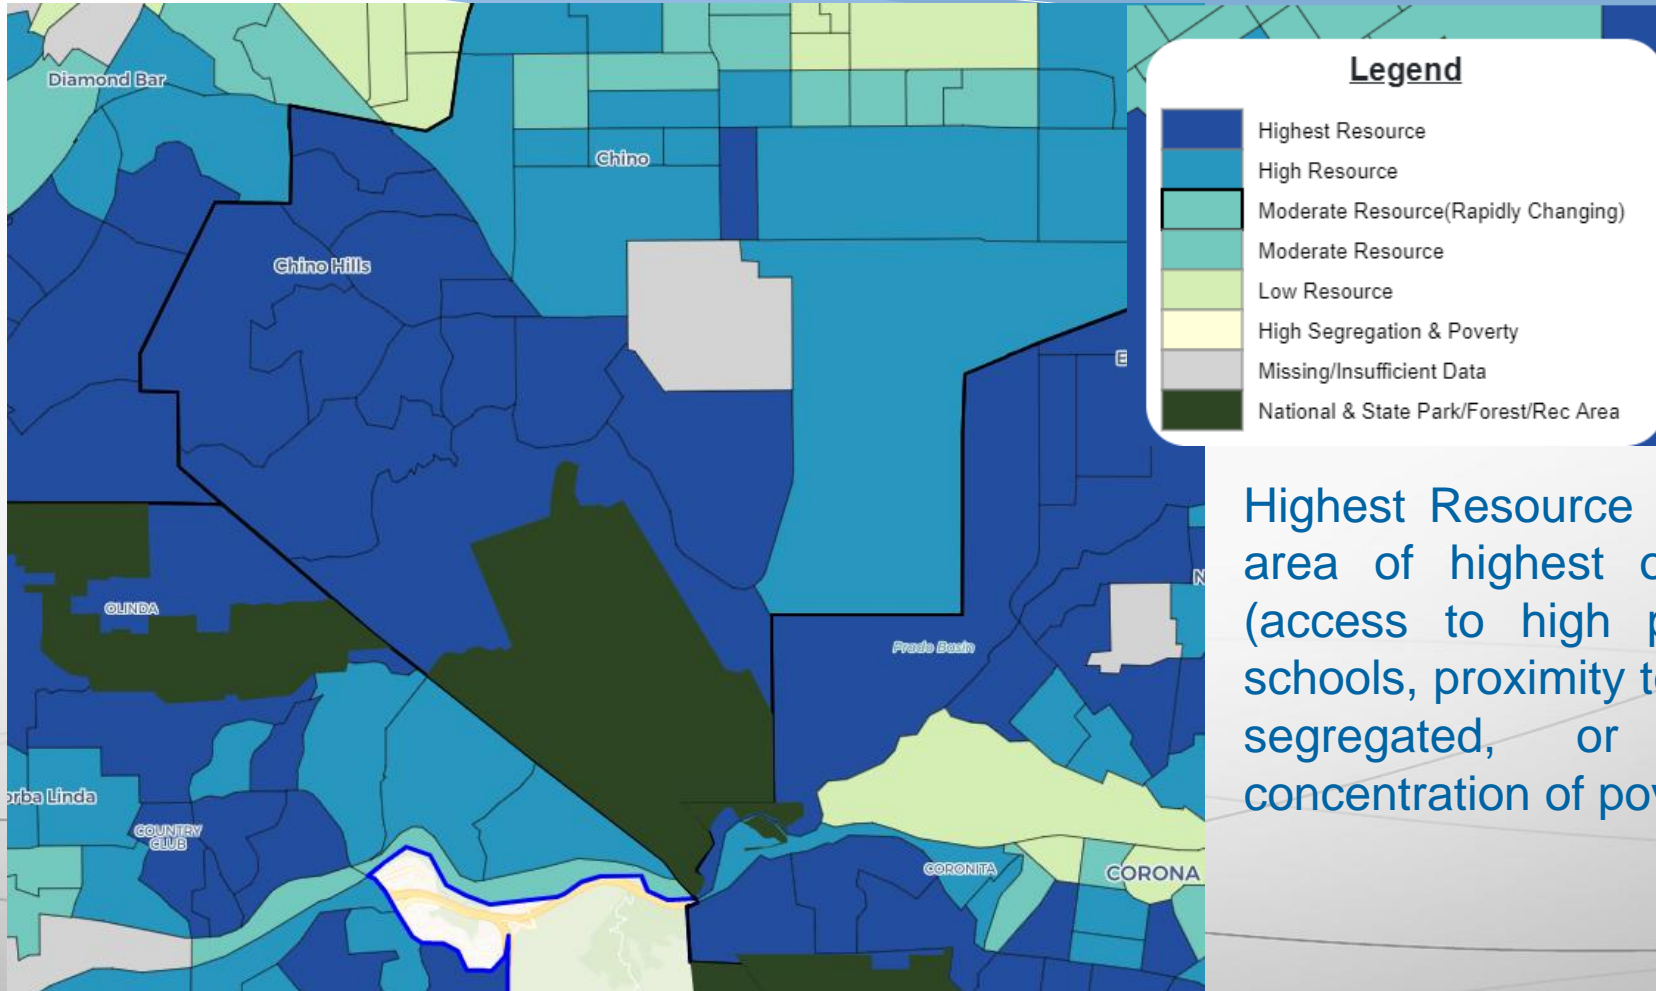 Diamond Bar
Chino
Chino Hills
OLINDA
Prado Basin
orba Linda
COUNTRY
CLUB
CORONITA
CORONA
E
N
Legend
Highest Resource
High Resource
Moderate Resource(Rapidly Changing)
Moderate Resource
Low Resource
High Segregation & Poverty
Missing/Insufficient Data
National & State Park/Forest/Rec Area
Highest Resource
area of highest
(access to high
schools, proximity
segregated, or
concentration of